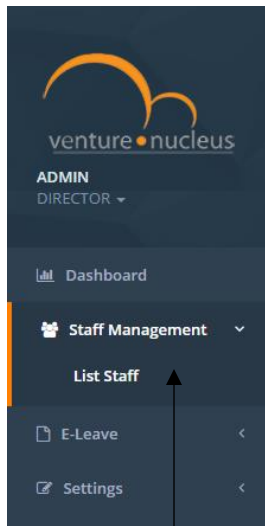 venture nucleus
ADMIN
DIRECTOR
Dashboard
Staff Management
List Staff
E-Leave
Settings